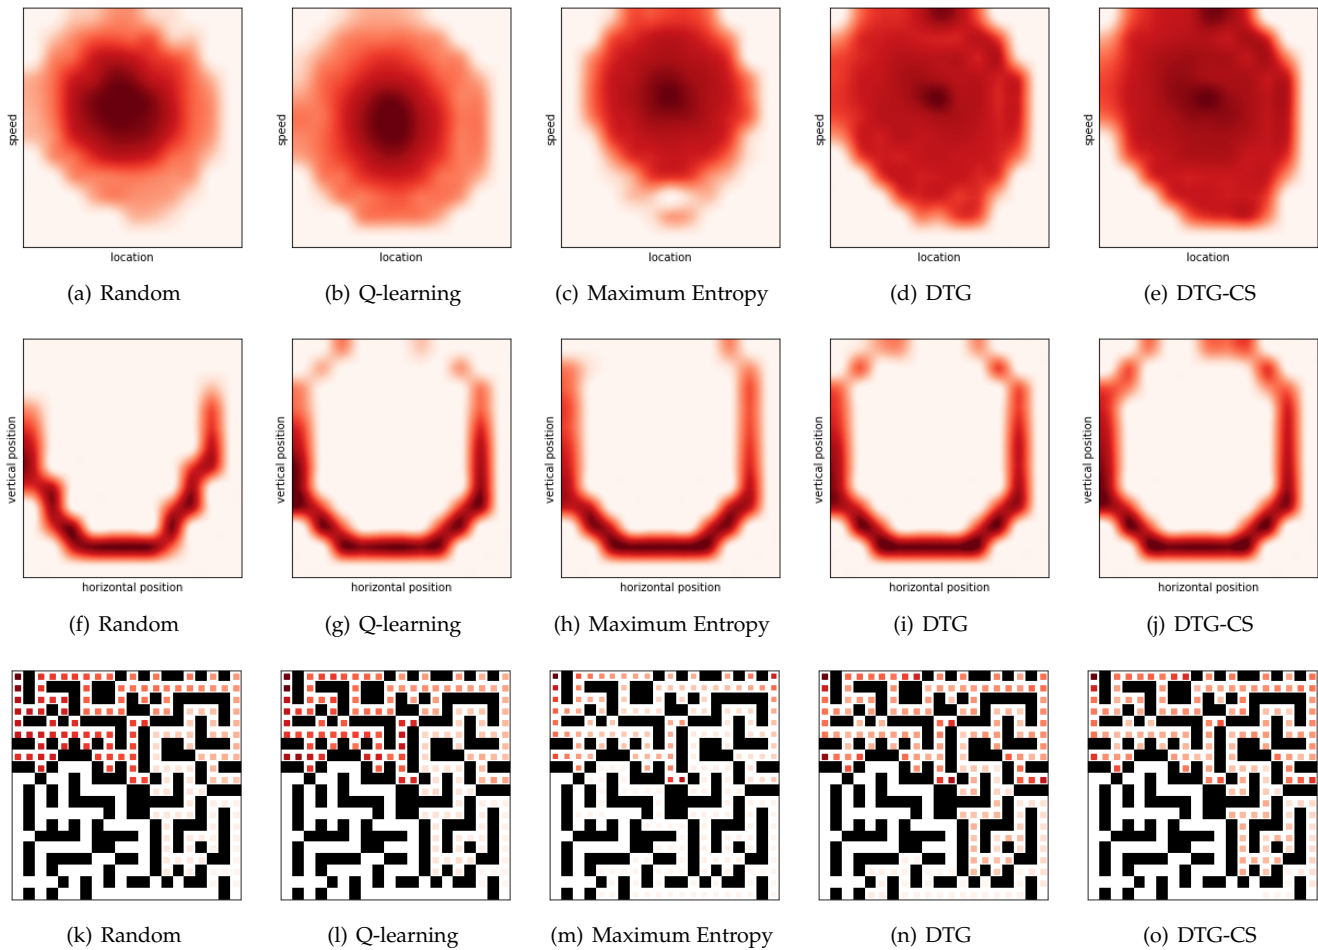 speed
speed
speed
speed
speed
location
location
location
location
location
(a) Random
(b) Q-learning
(c) Maximum Entropy
(d) DTG
(e) DTG-CS
vertical position
vertical position
vertical position
vertical position
vertical position
horizontal position
horizontal position
horizontal position
horizontal position
horizontal position
(f) Random
(g) Q-learning
(h) Maximum Entropy
(i) DTG
(j) DTG-CS
(k) Random
(l) Q-learning
(m) Maximum Entropy
(n) DTG
(o) DTG-CS